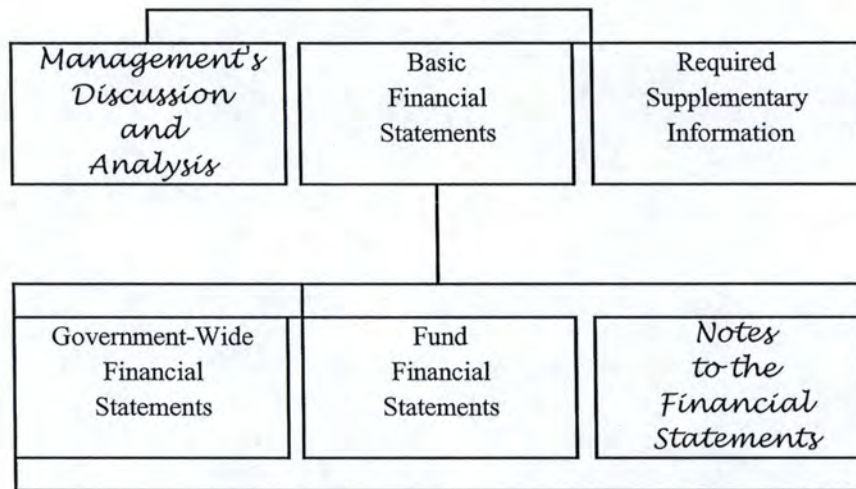 Management's
Discussion
and
Analysis
Basic
Financial
Statements
Required
Supplementary
Information
Government-Wide
Financial
Statements
Fund
Financial
Statements
Notes
to the
Financial
Statements